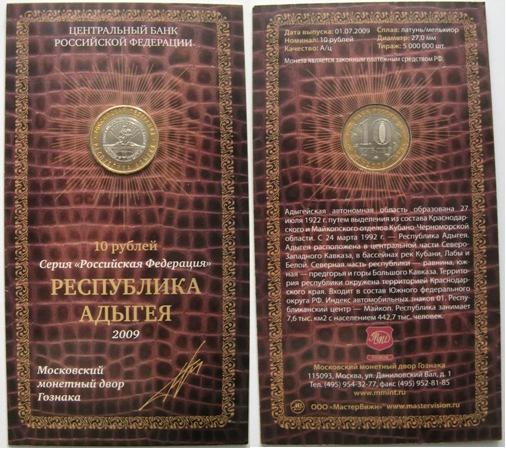 ЦЕНТРАЛЬНЫЙ БАНК
РОССИЙСКОЙ ФЕДЕРАЦИИ
10 рублей
Серия «Российская Федерация»
РЕСПУБЛИКА
АДЫГЕЯ
2009
Московский
монетный двор
Гознака
Дата выпуска: 01.07.2009
Номинал: 10 рублей
Качество: А/ц
Сплав: латунь/мельхиор
Диаметр: 27,0 мм
Тираж: 5 000 000 шт.
Монета является законным платёжным средством РФ.
10
Адыгейская автономная область образована 27
июля 1922 г. путем выделения из состава Краснодар-
ского и Майкопского отделов Кубано-Черноморской
области. С 24 марта 1992 г. — Республика Адыгея.
Адыгея расположена в центральной части Северо-
Западного Кавказа, в бассейнах рек Кубани, Лабы и
Белой. Северная часть республики – равнина, юж-
ная — предгорья и горы Большого Кавказа. Террито-
рия республики окружена территорией Краснодар-
ского края. Входит в состав Южного федерального
округа РФ. Индекс автомобильных знаков 01. Респу-
бликанский центр — Майкоп. Республика занимает
7,6 тыс. км2 с населением 442,7 тыс. человек.
Московский монетный двор Гознака
115093, Москва, ул. Даниловский Вал, д. 1
Тел. (495) 954-32-77, факс (495) 952-81-85
www.mmint.ru
ООО «МастерВижн» www.mastervision.ru